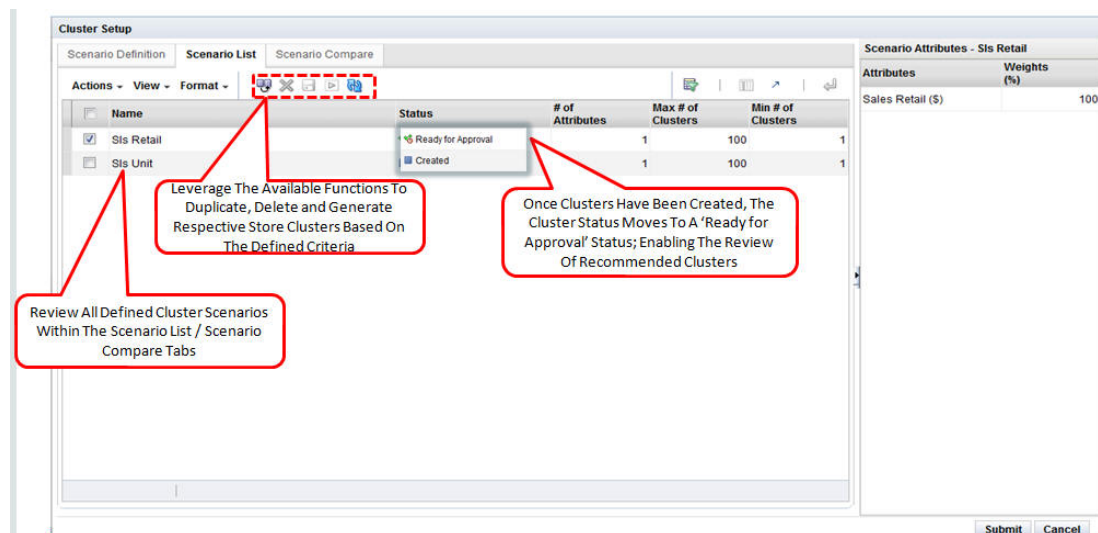 Cluster Setup
Scenario Definition Scenario List Scenario Compare
Actions View Format
Name Status # of Attributes Max # of Clusters Min # of Clusters
Sls Retail Ready for Approval 1 100 1
Sls Unit Created 1 100 1
Leverage The Available Functions To
Duplicate, Delete and Generate
Respective Store Clusters Based On
The Defined Criteria
Once Clusters Have Been Created, The
Cluster Status Moves To A ‘Ready for
Approval’ Status; Enabling The Review
Of Recommended Clusters
Review All Defined Cluster Scenarios
Within The Scenario List / Scenario
Compare Tabs
Scenario Attributes - Sls Retail
Attributes Weights (%)
Sales Retail ($) 100
Submit Cancel